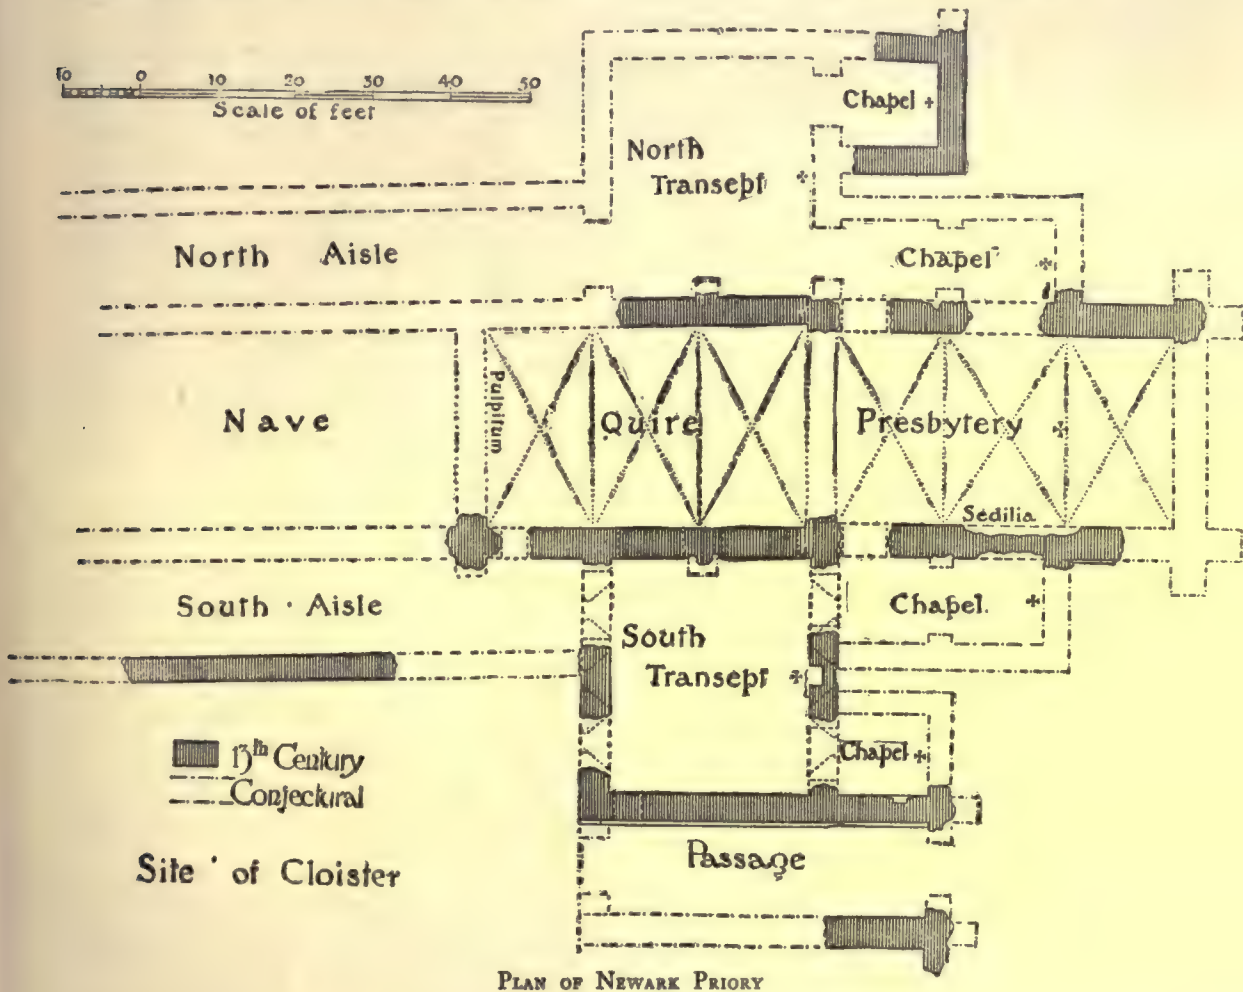 10 0 10 20 30 40 50
Scale of feet
Chapel
North
Transept
North Aisle
Chapel
Nave
Pulpitum
Quire
Presbytery
Sedilia
South Aisle
Chapel.
South
Transept
13th Century
Conjectural
Chapel
Site of Cloister
Passage
PLAN OF NEWARK PRIORY